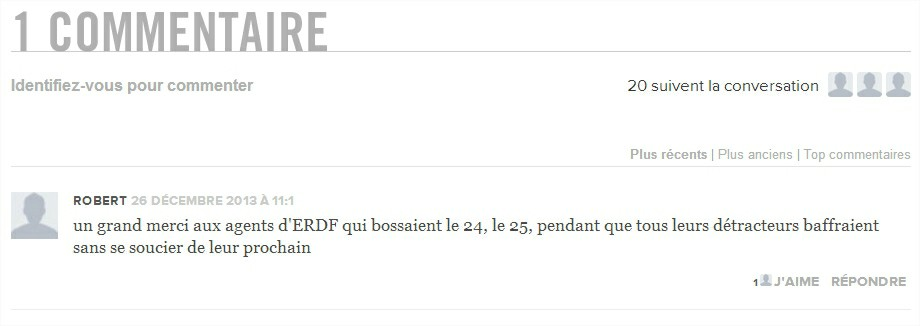 1 COMMENTAIRE
Identifiez-vous pour commenter
20 suivent la conversation
Plus récents | Plus anciens | Top commentaires
ROBERT 26 DÉCEMBRE 2013 À 11:1
un grand merci aux agents d'ERDF qui bossaient le 24, le 25, pendant que tous leurs détracteurs baffraient
sans se soucier de leur prochain
1 J'AIME RÉPONDRE